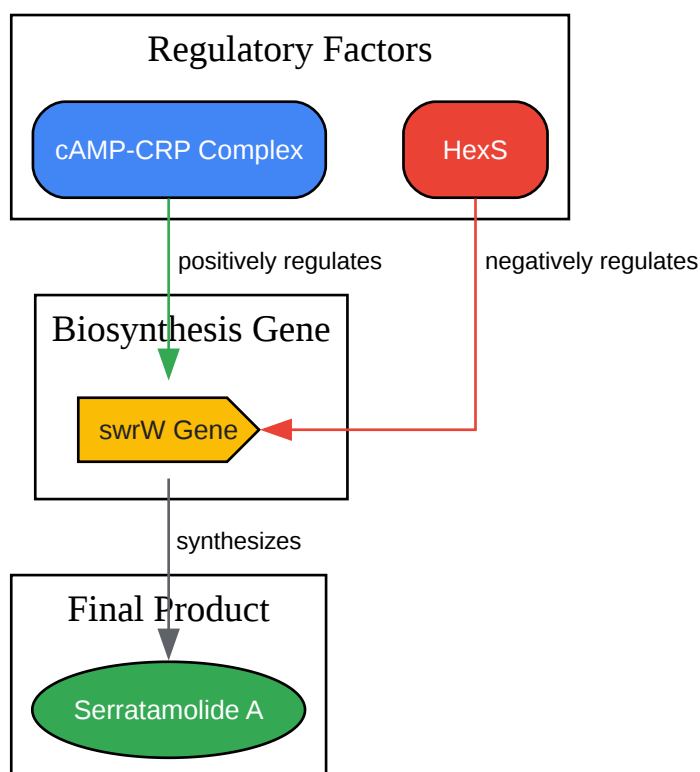 Regulatory Factors
cAMP-CRP Complex
HexS
positively regulates
negatively regulates
Biosynthesis Gene
swrW Gene
synthesizes
Final Product
Serratamolide A